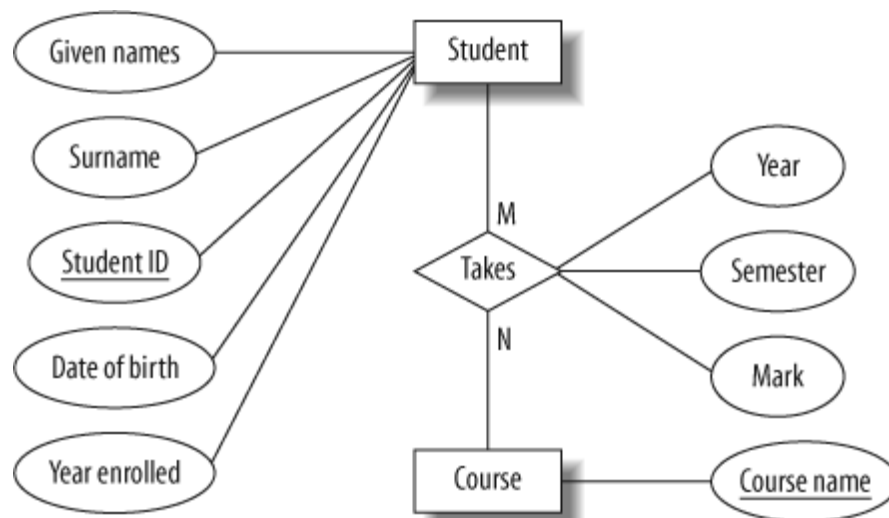 Given names
Student
Surname
Year
M
Student ID
Takes
Semester
N
Date of birth
Mark
Year enrolled
Course
Course name